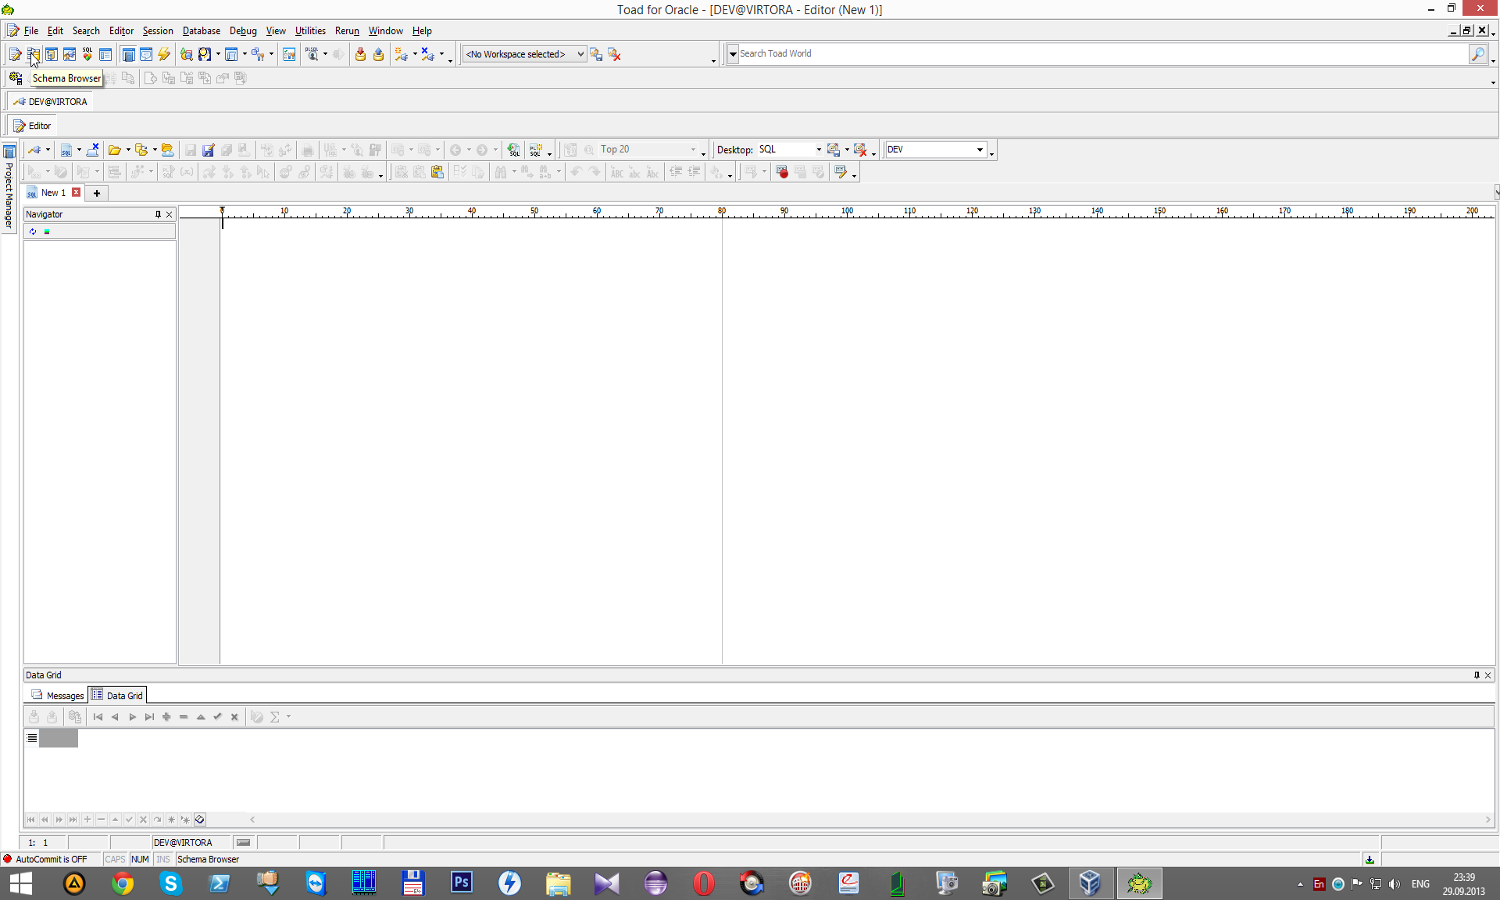 Toad for Oracle - [DEV@VIRTORA - Editor (New 1)]
File Edit Search Editor Session Database Debug View Utilities Rerun Window Help
SQL <No Workspace selected> Search Toad World
Schema Browser
DEV@VIRTORA
Editor
Top 20 Desktop: SQL DEV
Project Manager
New 1
Navigator
0 10 20 30 40 50 60 70 80 90 100 110 120 130 140 150 160 170 180 190 200
Data Grid
Messages Data Grid
1: 1 DEV@VIRTORA
AutoCommit is OFF CAPS NUM INS Schema Browser
Ps En ENG 23:39
29.09.2013